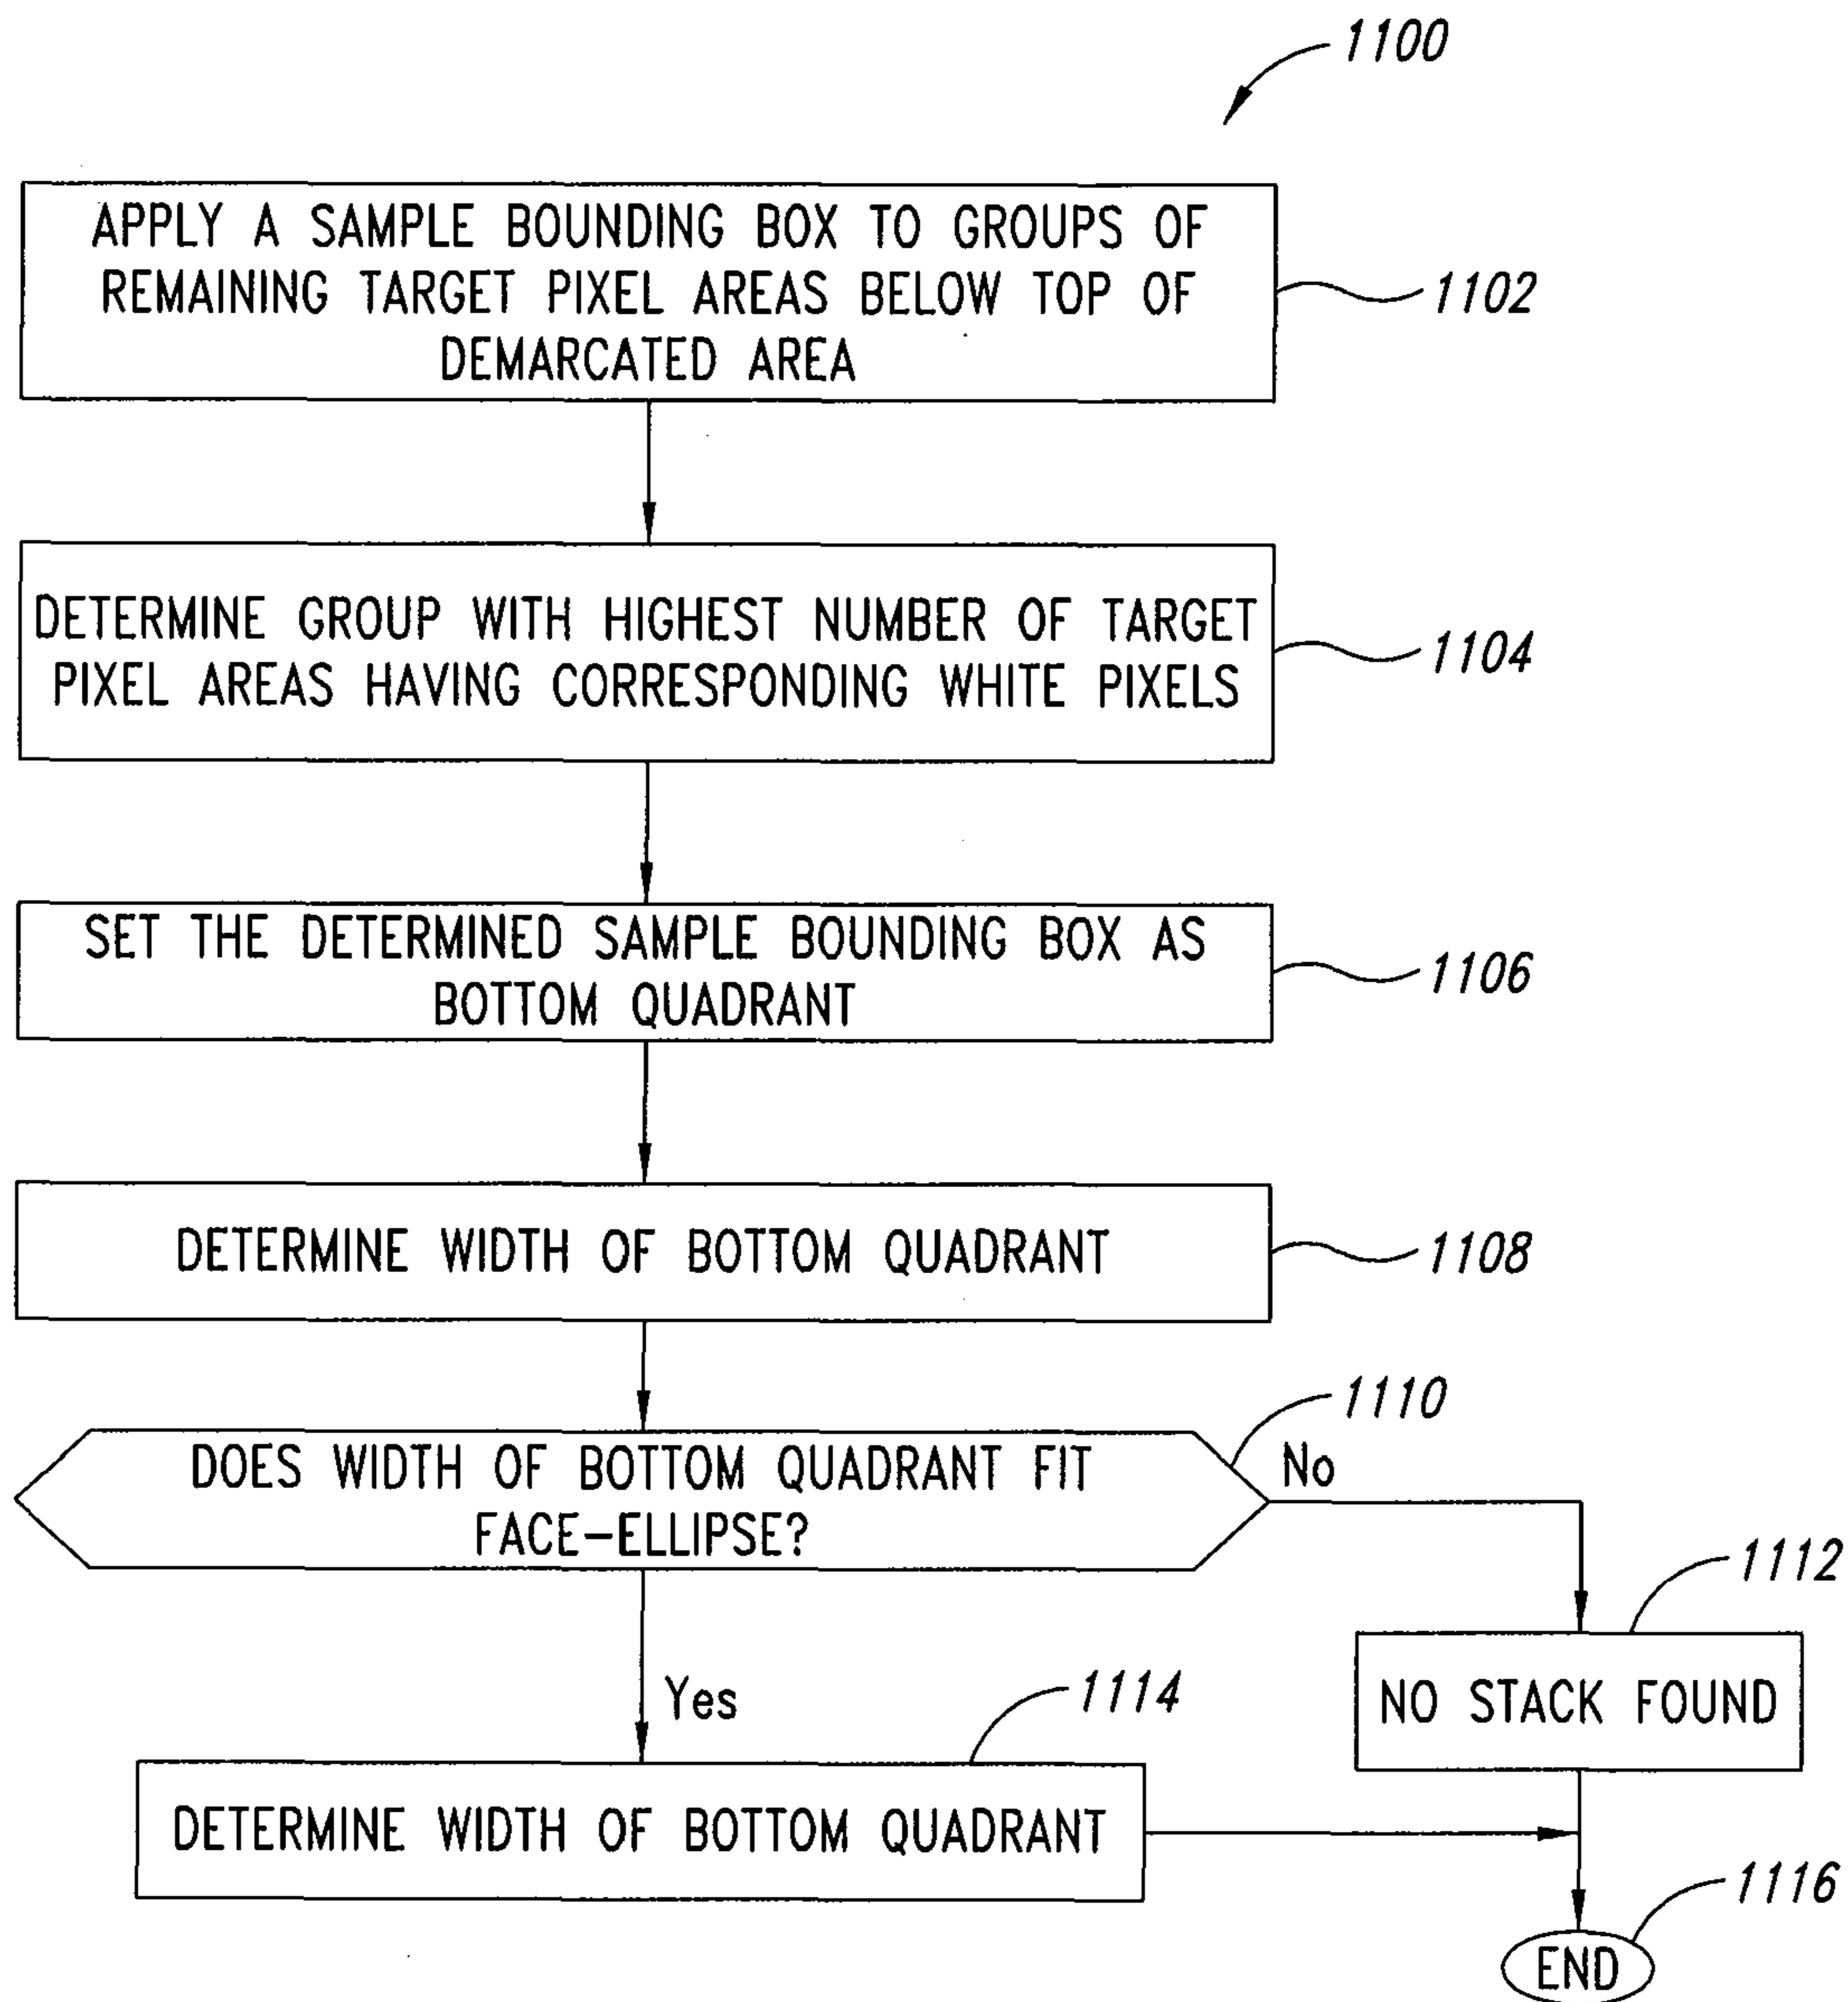 1100
APPLY A SAMPLE BOUNDING BOX TO GROUPS OF
REMAINING TARGET PIXEL AREAS BELOW TOP OF
DEMARCATED AREA
1102
DETERMINE GROUP WITH HIGHEST NUMBER OF TARGET
PIXEL AREAS HAVING CORRESPONDING WHITE PIXELS
1104
SET THE DETERMINED SAMPLE BOUNDING BOX AS
BOTTOM QUADRANT
1106
DETERMINE WIDTH OF BOTTOM QUADRANT
1108
1110
DOES WIDTH OF BOTTOM QUADRANT FIT
FACE-ELLIPSE?
No
1112
NO STACK FOUND
Yes
1114
DETERMINE WIDTH OF BOTTOM QUADRANT
1116
END